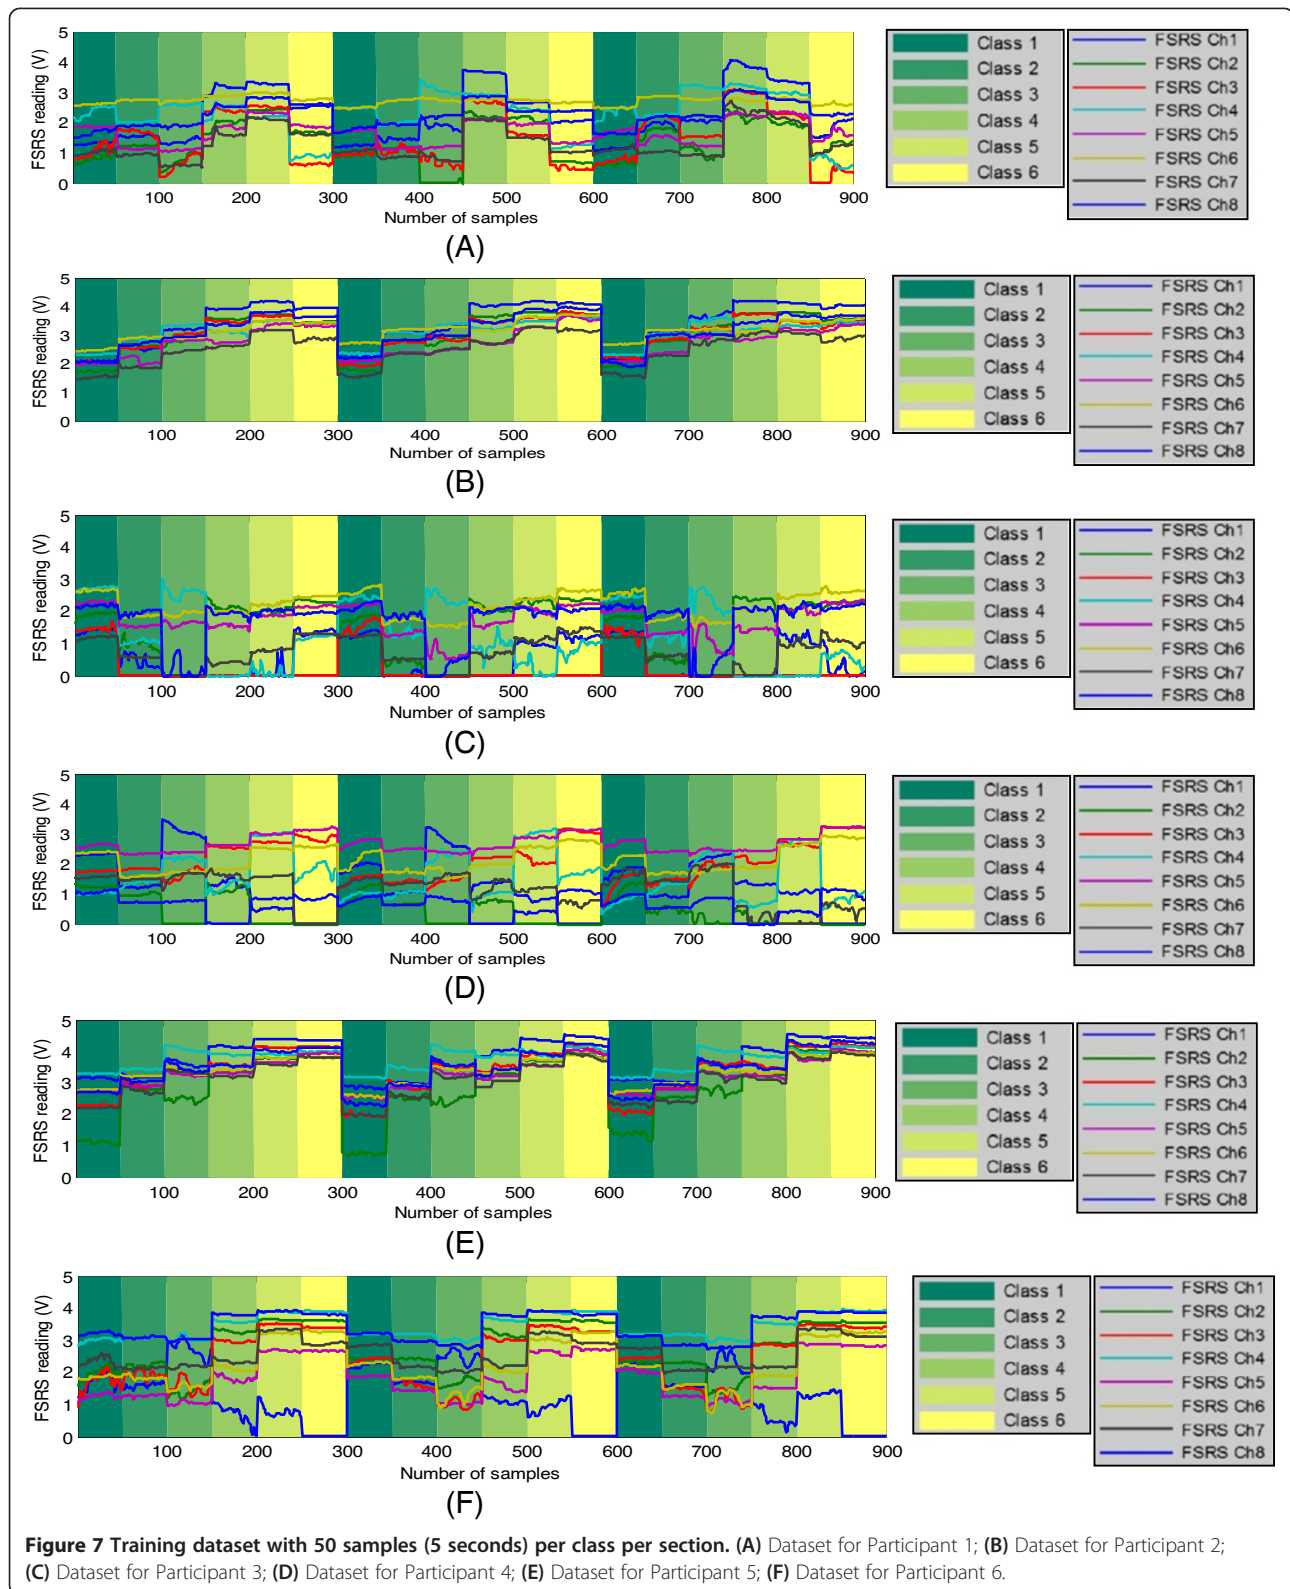 5
4
3
2
1
0
FSRS reading (V)
100 200 300 400 500 600 700 800 900
Number of samples
(A)
Class 1
Class 2
Class 3
Class 4
Class 5
Class 6
FSRS Ch1
FSRS Ch2
FSRS Ch3
FSRS Ch4
FSRS Ch5
FSRS Ch6
FSRS Ch7
FSRS Ch8
5
4
3
2
1
0
FSRS reading (V)
100 200 300 400 500 600 700 800 900
Number of samples
(B)
Class 1
Class 2
Class 3
Class 4
Class 5
Class 6
FSRS Ch1
FSRS Ch2
FSRS Ch3
FSRS Ch4
FSRS Ch5
FSRS Ch6
FSRS Ch7
FSRS Ch8
5
4
3
2
1
0
FSRS reading (V)
100 200 300 400 500 600 700 800 900
Number of samples
(C)
Class 1
Class 2
Class 3
Class 4
Class 5
Class 6
FSRS Ch1
FSRS Ch2
FSRS Ch3
FSRS Ch4
FSRS Ch5
FSRS Ch6
FSRS Ch7
FSRS Ch8
5
4
3
2
1
0
FSRS reading (V)
100 200 300 400 500 600 700 800 900
Number of samples
(D)
Class 1
Class 2
Class 3
Class 4
Class 5
Class 6
FSRS Ch1
FSRS Ch2
FSRS Ch3
FSRS Ch4
FSRS Ch5
FSRS Ch6
FSRS Ch7
FSRS Ch8
5
4
3
2
1
0
FSRS reading (V)
100 200 300 400 500 600 700 800 900
Number of samples
(E)
Class 1
Class 2
Class 3
Class 4
Class 5
Class 6
FSRS Ch1
FSRS Ch2
FSRS Ch3
FSRS Ch4
FSRS Ch5
FSRS Ch6
FSRS Ch7
FSRS Ch8
5
4
3
2
1
0
FSRS reading (V)
100 200 300 400 500 600 700 800 900
Number of samples
(F)
Class 1
Class 2
Class 3
Class 4
Class 5
Class 6
FSRS Ch1
FSRS Ch2
FSRS Ch3
FSRS Ch4
FSRS Ch5
FSRS Ch6
FSRS Ch7
FSRS Ch8
Figure 7 Training dataset with 50 samples (5 seconds) per class per section. (A) Dataset for Participant 1; (B) Dataset for Participant 2;
(C) Dataset for Participant 3; (D) Dataset for Participant 4; (E) Dataset for Participant 5; (F) Dataset for Participant 6.